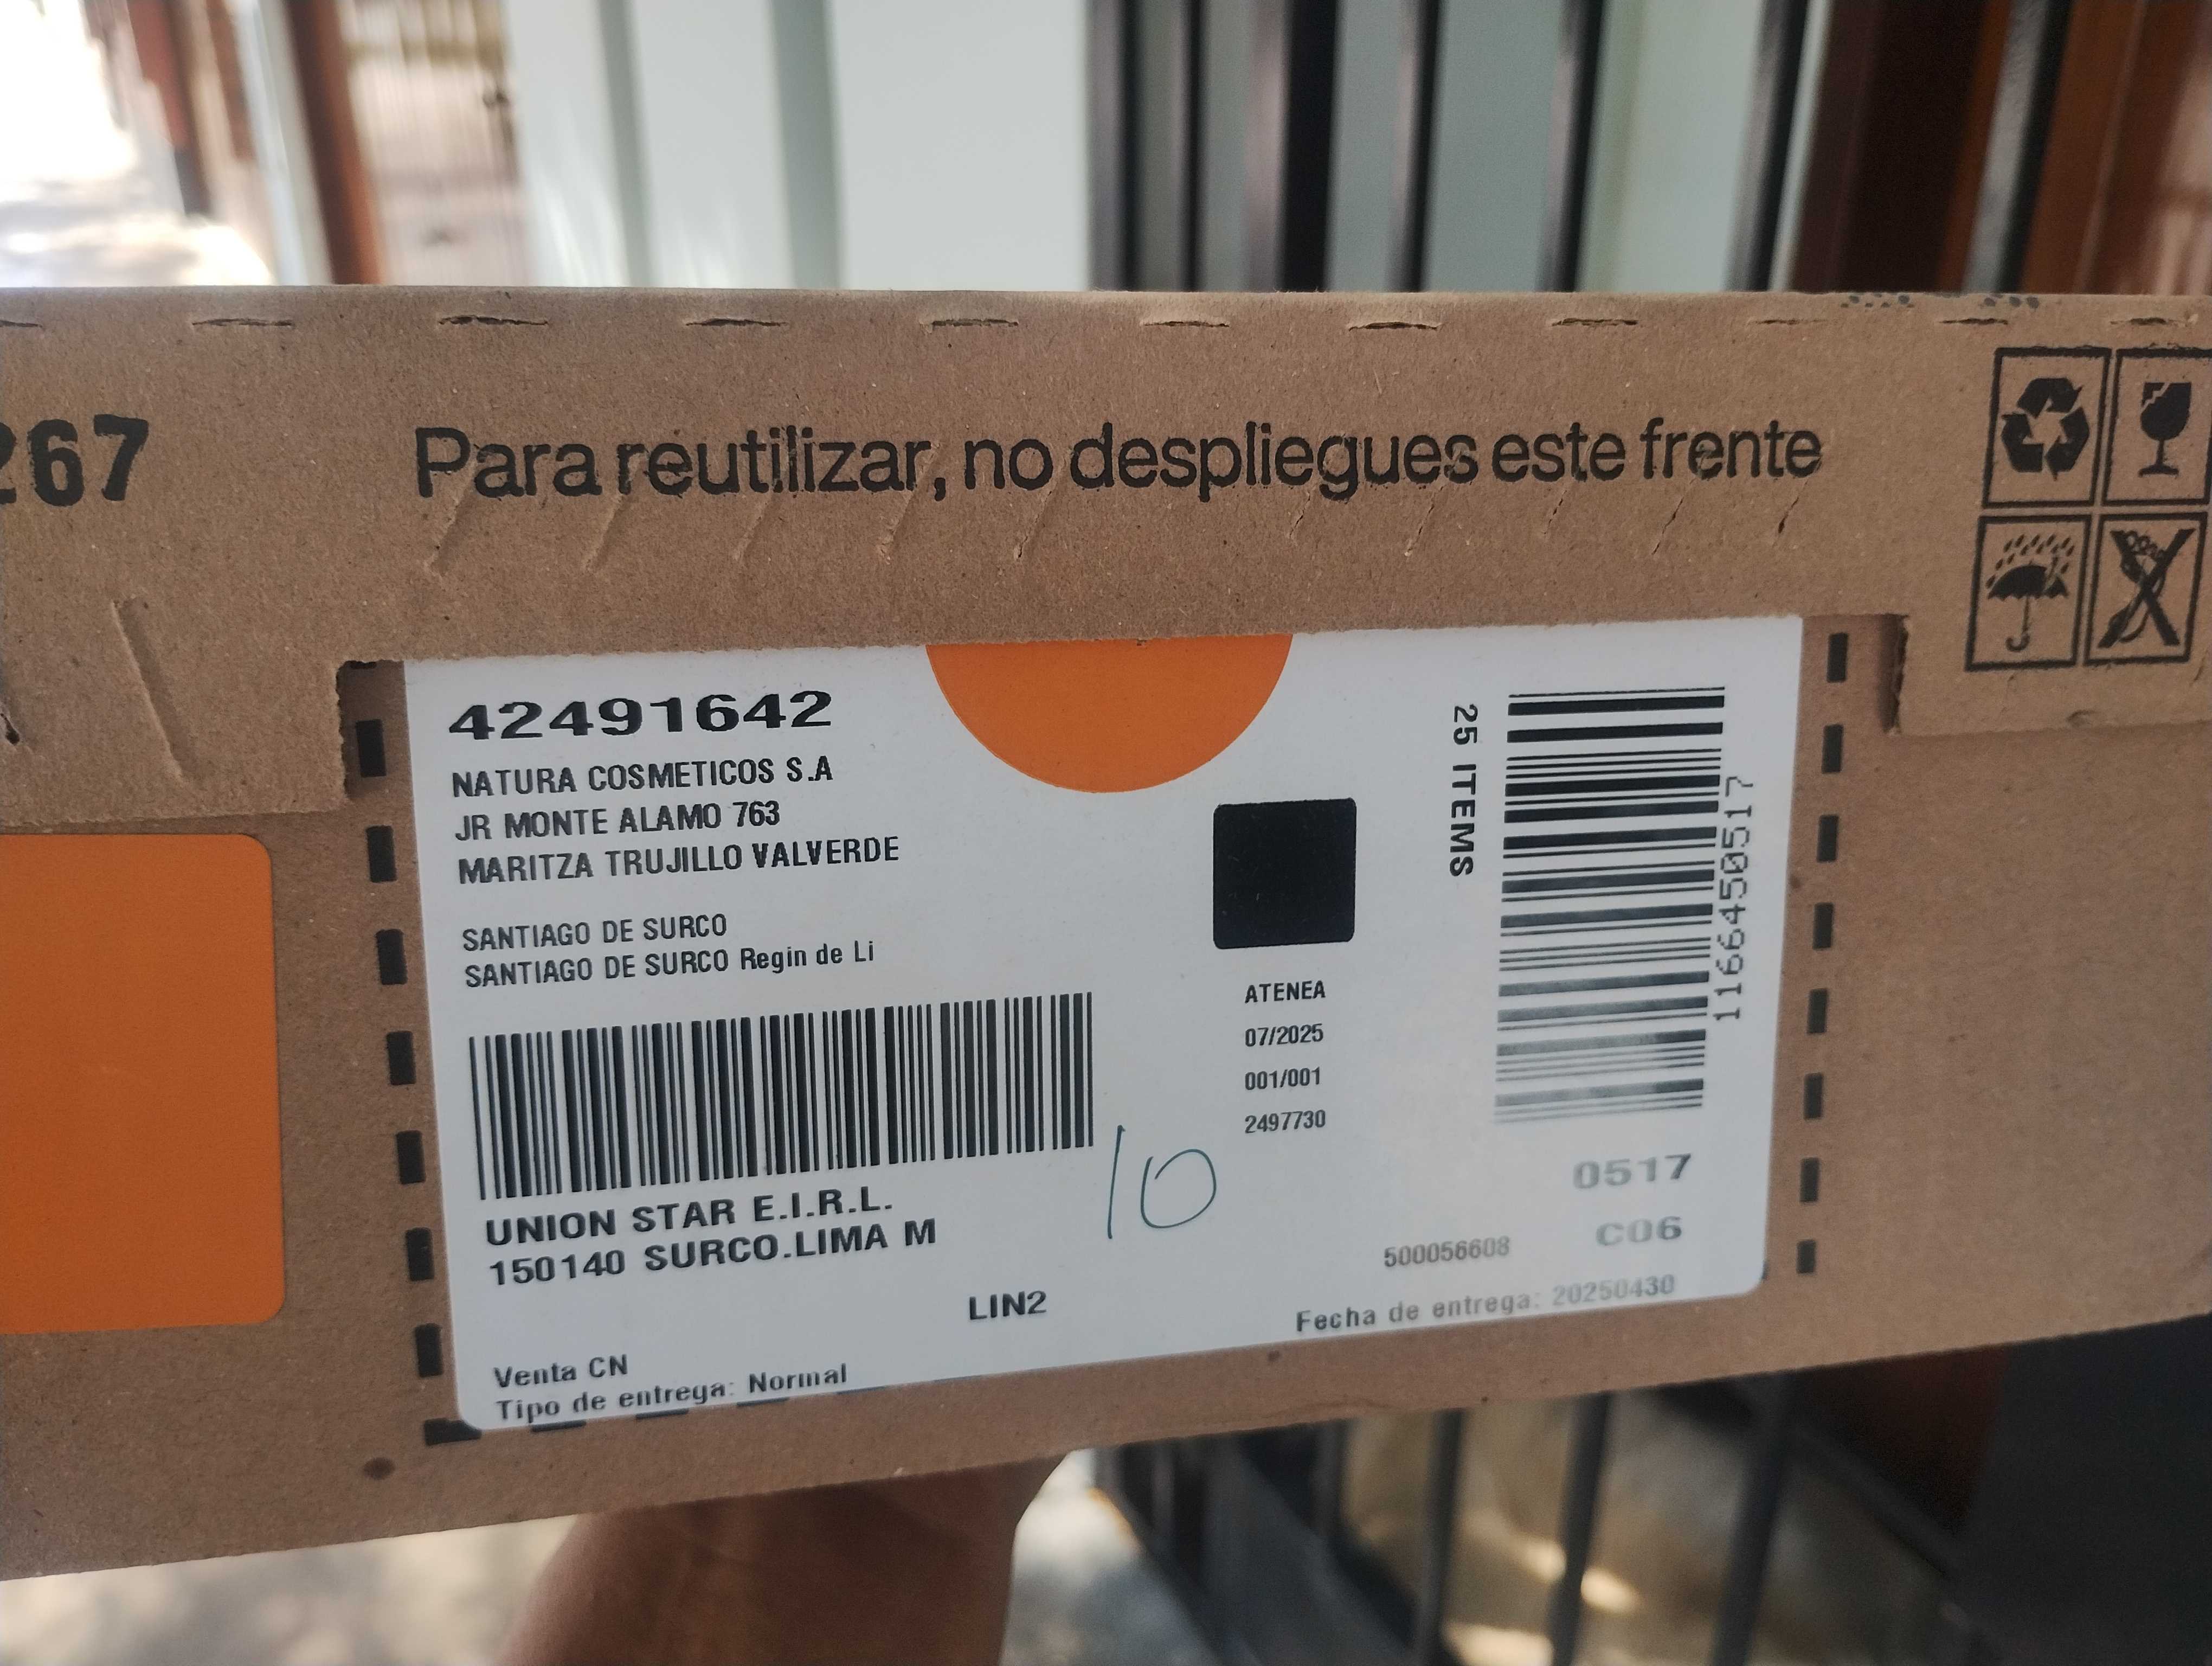 267
Para reutilizar, no despliegues este frente
42491642
NATURA COSMETICOS S.A
JR MONTE ALAMO 763
MARITZA TRUJILLO VALVERDE
SANTIAGO DE SURCO
SANTIAGO DE SURCO Regin de Li
UNION STAR E.I.R.L.
150140 SURCO.LIMA M
LIN2
Venta CN
Tipo de entrega: Normal
10
ATENEA
07/2025
001/001
2497730
25 ITEMS
1166450517
0517
C06
500056608
Fecha de entrega: 20250430